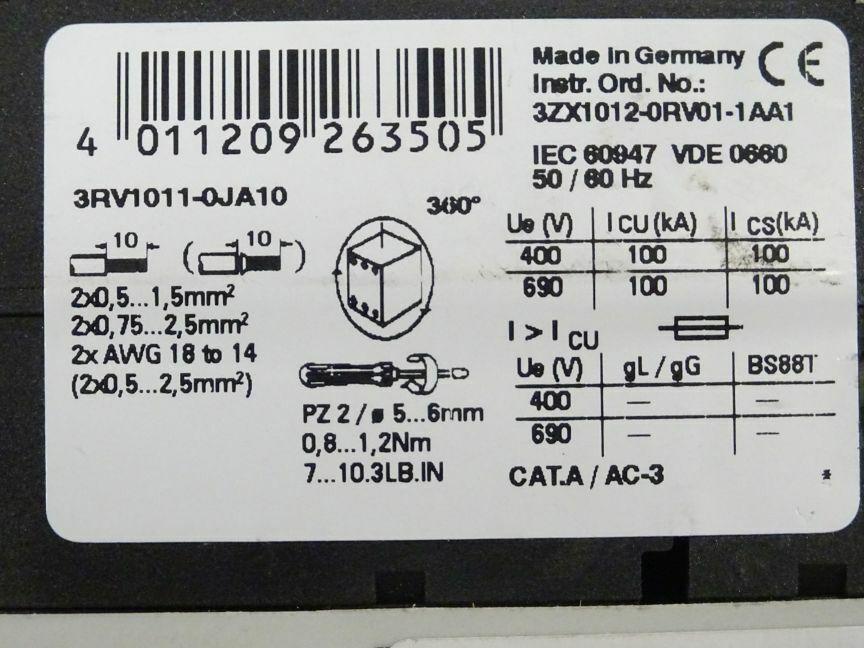 4 011209 263505
3RV1011-0JA10
360°
10 ( 10 )
2x0,5...1,5mm²
2x0,75...2,5mm²
2x AWG 18 to 14
(2x0,5...2,5mm²)
PZ 2 / ø 5...6mm
0,8...1,2Nm
7...10.3LB.IN
Made in Germany CE
Instr. Ord. No.:
3ZX1012-0RV01-1AA1
IEC 60947 VDE 0660
50 / 60 Hz
Ue (V) I CU (kA) I CS(kA)
400 100 100
690 100 100
I > I CU
Ue (V) gL / gG BS88T
400 — —
690 — —
CAT.A / AC-3 *